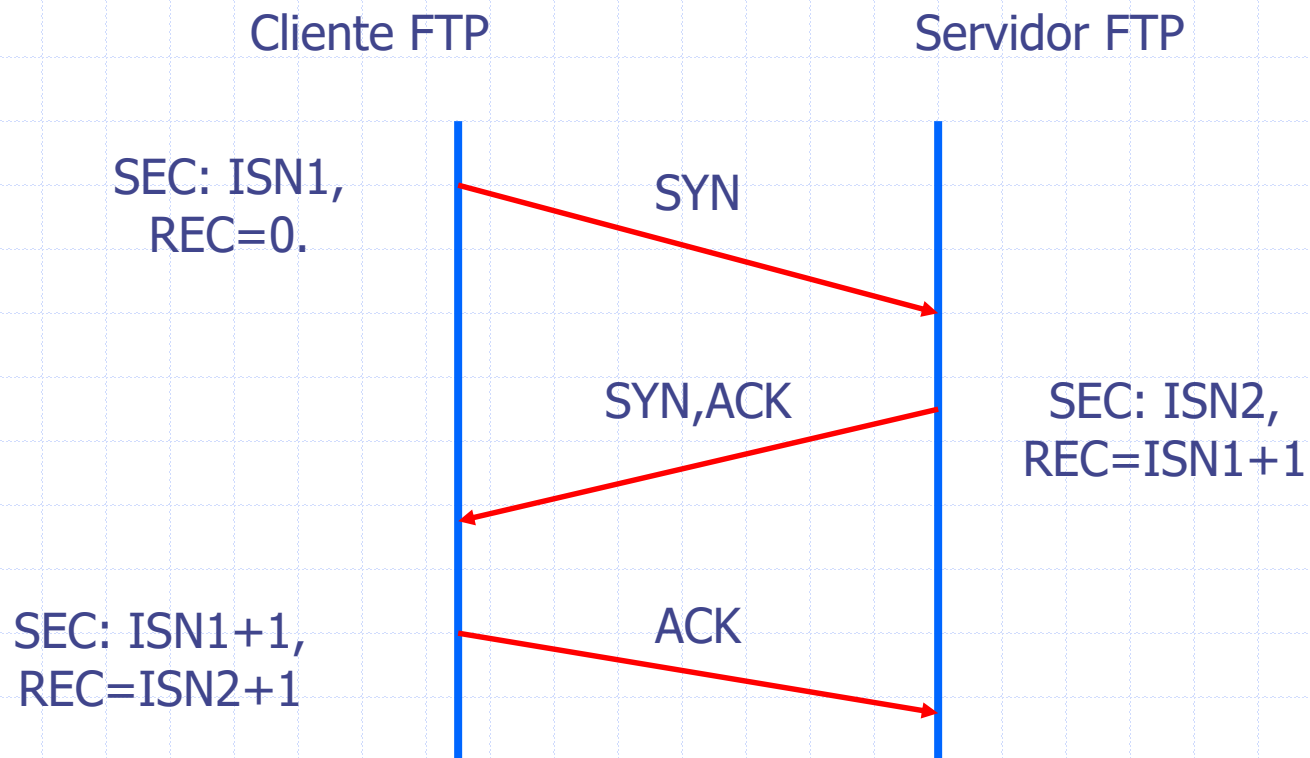 Cliente FTP
Servidor FTP
SEC: ISN1,
REC=0.
SYN
SYN,ACK
SEC: ISN2,
REC=ISN1+1
SEC: ISN1+1,
REC=ISN2+1
ACK